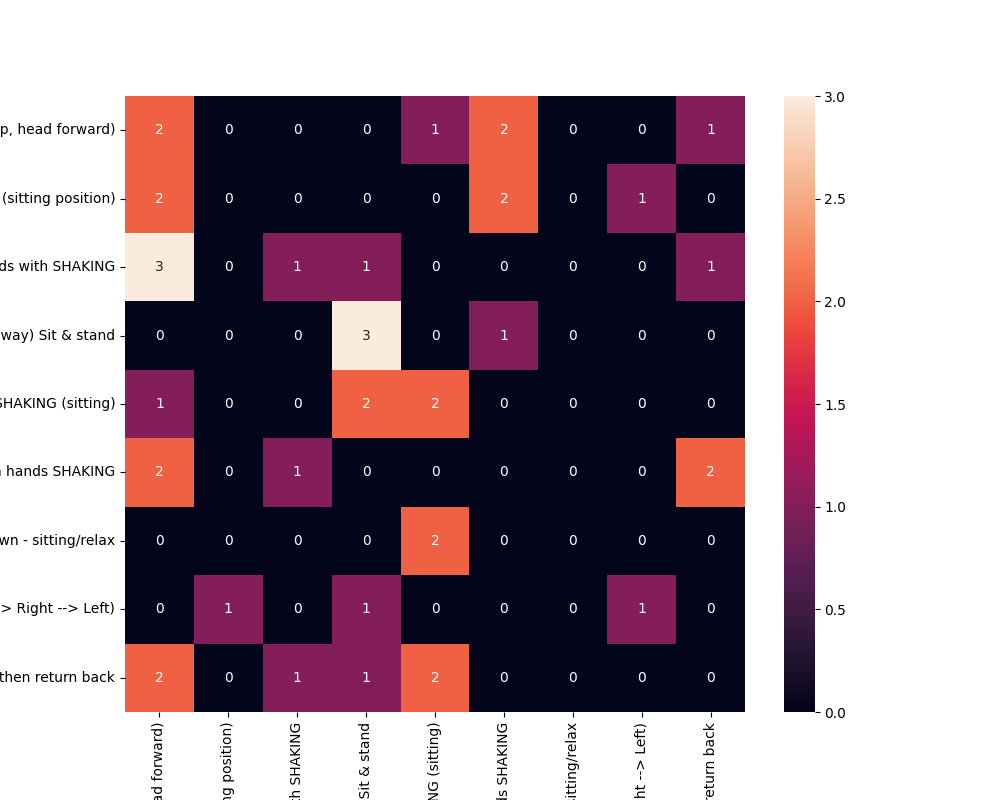 p, head forward) 2 0 0 0 1 2 0 0 1 3.0
2.5
(sitting position) 2 0 0 0 0 2 0 1 0
ds with SHAKING 3 0 1 1 0 0 0 0 1
2.0
way) Sit & stand 0 0 0 3 0 1 0 0 0
SHAKING (sitting) 1 0 0 2 2 0 0 0 0
1.5
hands SHAKING 2 0 1 0 0 0 0 0 2
1.0
wn - sitting/relax 0 0 0 0 2 0 0 0 0
> Right --> Left) 0 1 0 1 0 0 0 1 0
0.5
then return back 2 0 1 1 2 0 0 0 0
0.0
ad forward)
ng position)
th SHAKING
Sit & stand
NG (sitting)
ds SHAKING
sitting/relax
ht --> Left)
return back